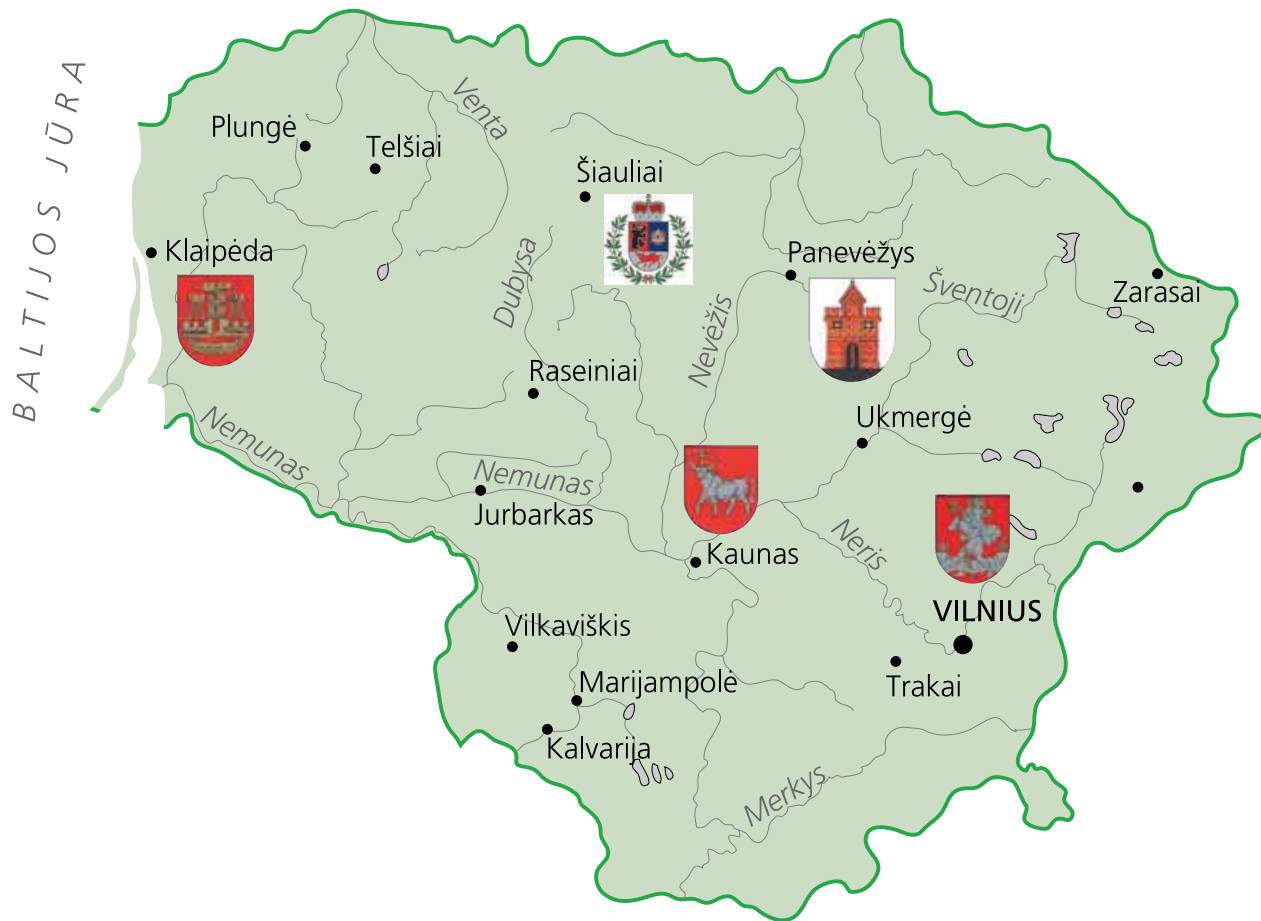 BALTIJOS JŪRA
Plungė
Telšiai
Venta
Šiauliai
Klaipėda
Dubysa
Panevėžys
Šventoji
Zarasai
Nevėžis
Raseiniai
Nemunas
Ukmergė
Nemunas
Jurbarkas
Kaunas
Neris
VILNIUS
Vilkaviškis
Trakai
Marijampolė
Kalvarija
Merkys